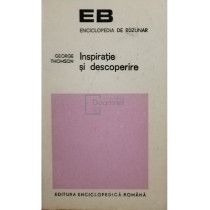 EB
ENCICLOPEDIA DE BUZUNAR
GEORGE
THOMSON
Inspirație
și descoperire
EDITURA ENCICLOPEDICĂ ROMÂNĂ